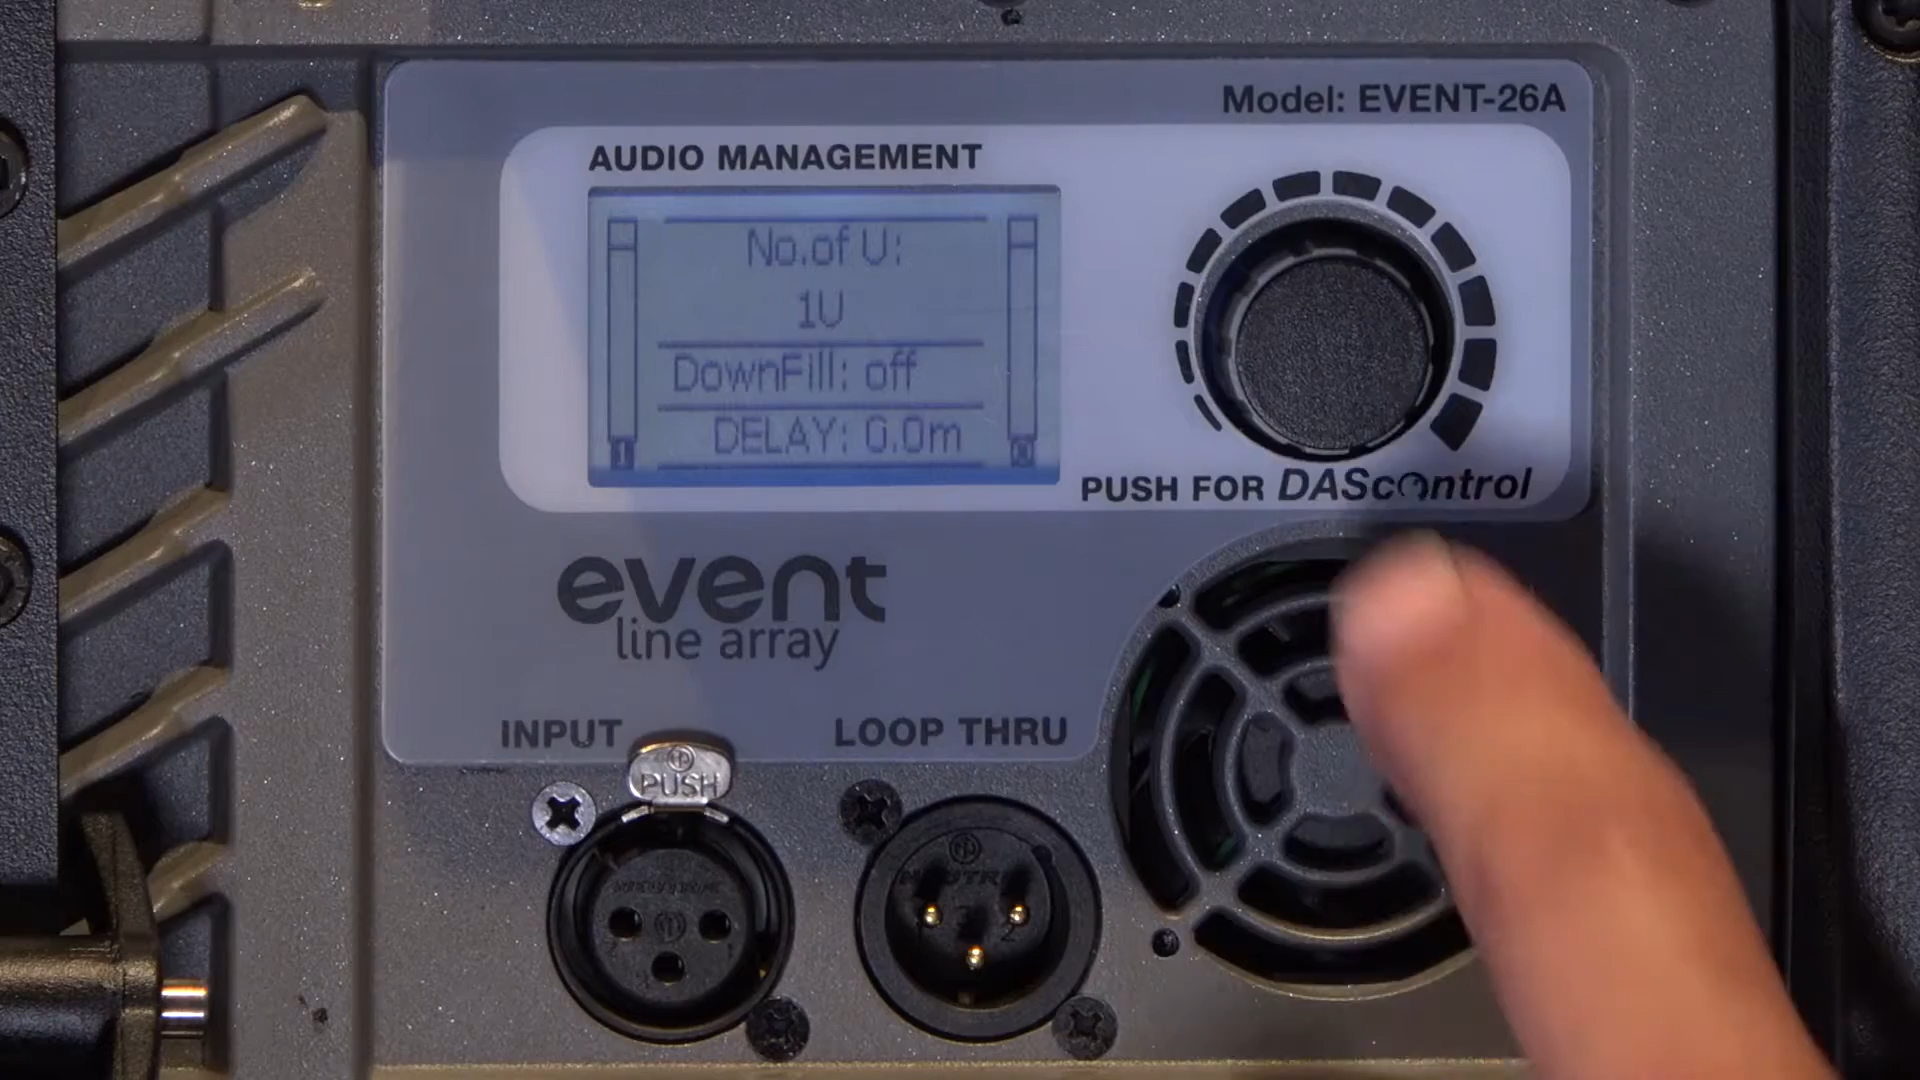 Model: EVENT-26A
AUDIO MANAGEMENT
No.of U:
1U
DownFill: off
DELAY: 0.0m
PUSH FOR DAScontrol
event
line array
INPUT
LOOP THRU
PUSH